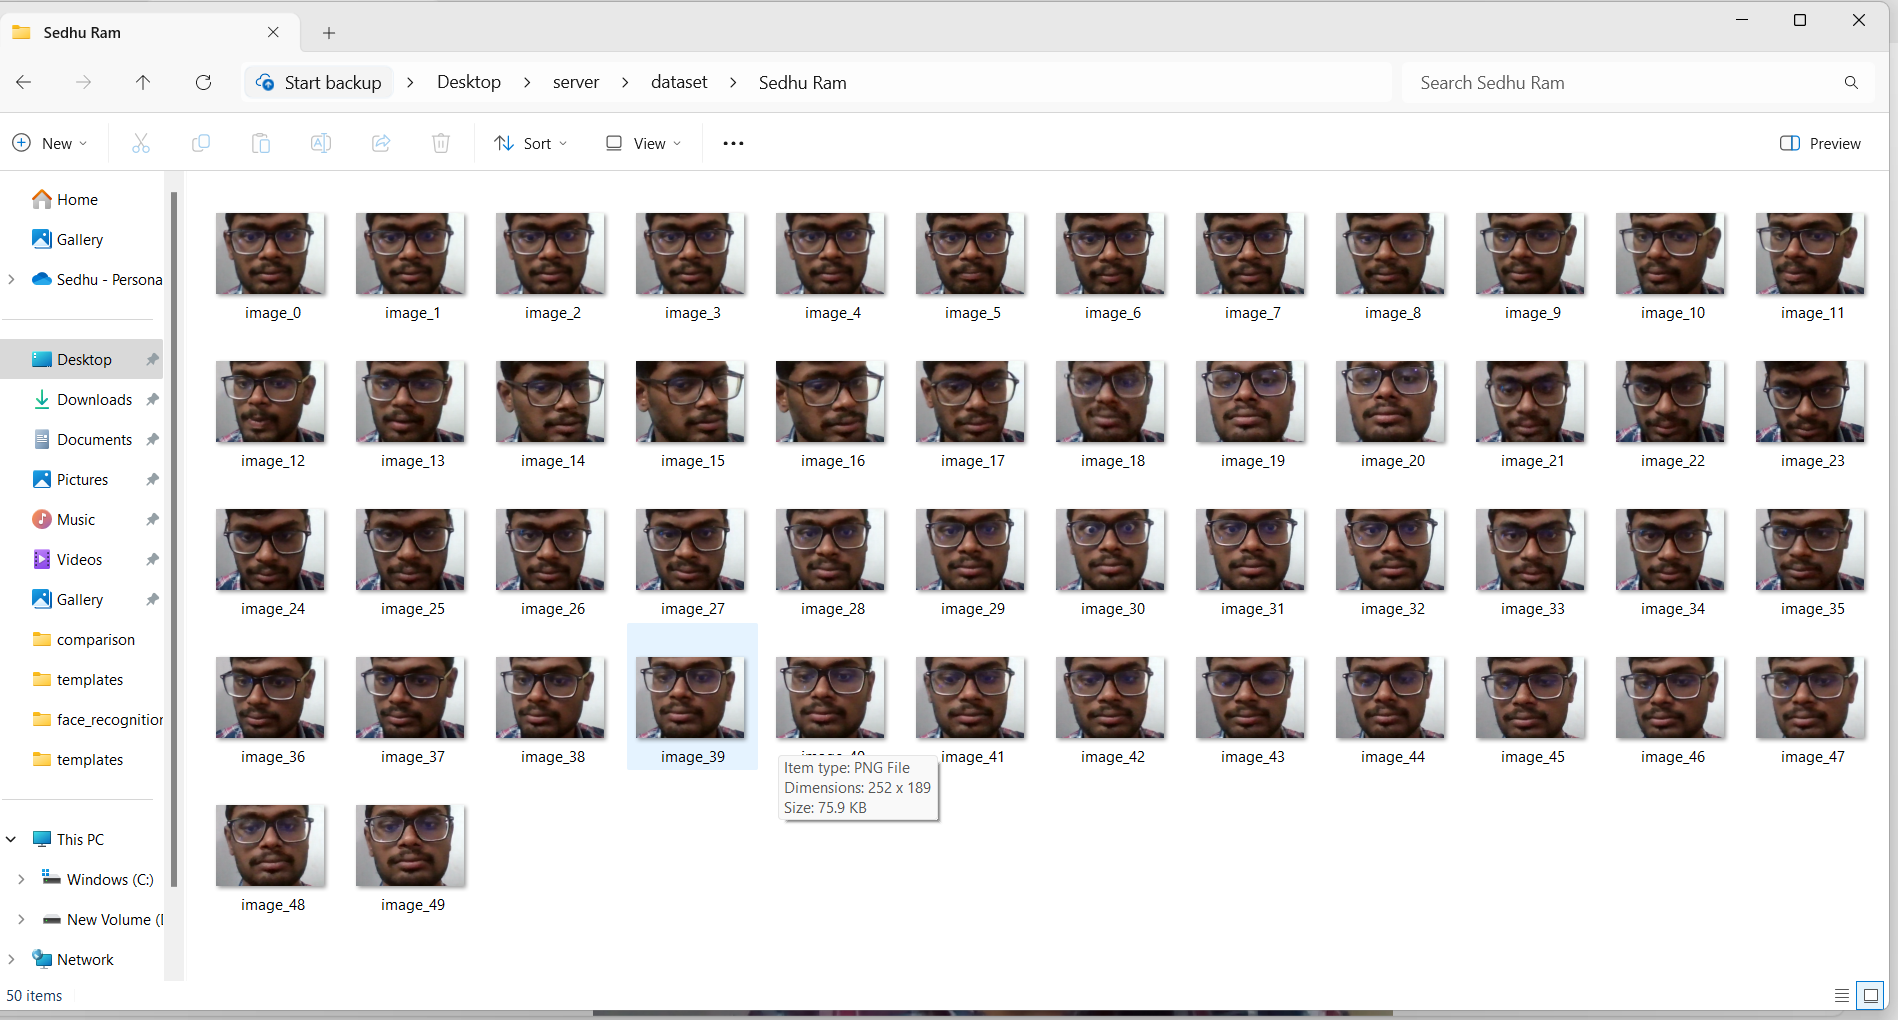 Sedhu Ram
Start backup > Desktop > server > dataset > Sedhu Ram
Search Sedhu Ram
New
Sort
View
Preview
Home
Gallery
Sedhu - Persona
Desktop
Downloads
Documents
Pictures
Music
Videos
Gallery
comparison
templates
face_recognition
templates
This PC
Windows (C:)
New Volume (
Network
image_0 image_1 image_2 image_3 image_4 image_5 image_6 image_7 image_8 image_9 image_10 image_11
image_12 image_13 image_14 image_15 image_16 image_17 image_18 image_19 image_20 image_21 image_22 image_23
image_24 image_25 image_26 image_27 image_28 image_29 image_30 image_31 image_32 image_33 image_34 image_35
image_36 image_37 image_38 image_39 image_40 image_41 image_42 image_43 image_44 image_45 image_46 image_47
Item type: PNG File
Dimensions: 252 x 189
Size: 75.9 KB
image_48 image_49
50 items